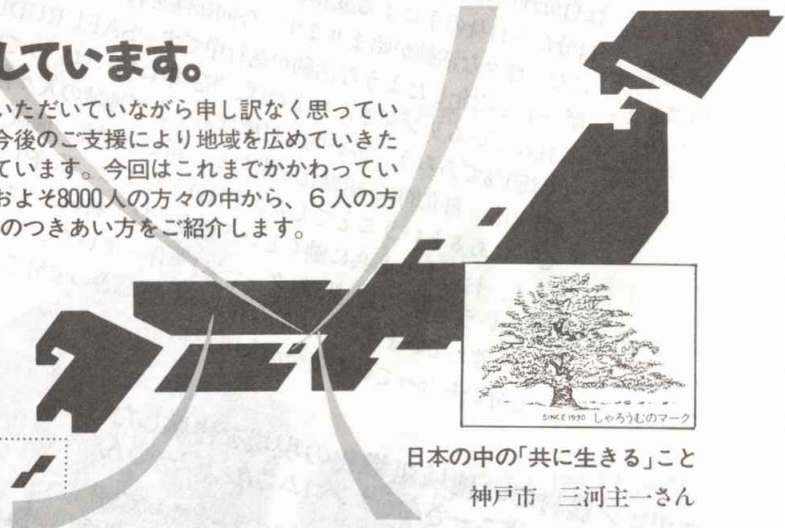 しています。
いただいていながら申し訳なく思ってい
今後のご支援により地域を広めていきた
ています。今回はこれまでかかわってい
およそ8000人の方々の中から、6人の方
のつきあい方をご紹介します。
SINCE 1990 しゃろうむのマーク
日本の中の「共に生きる」こと
神戸市 三河主一さん